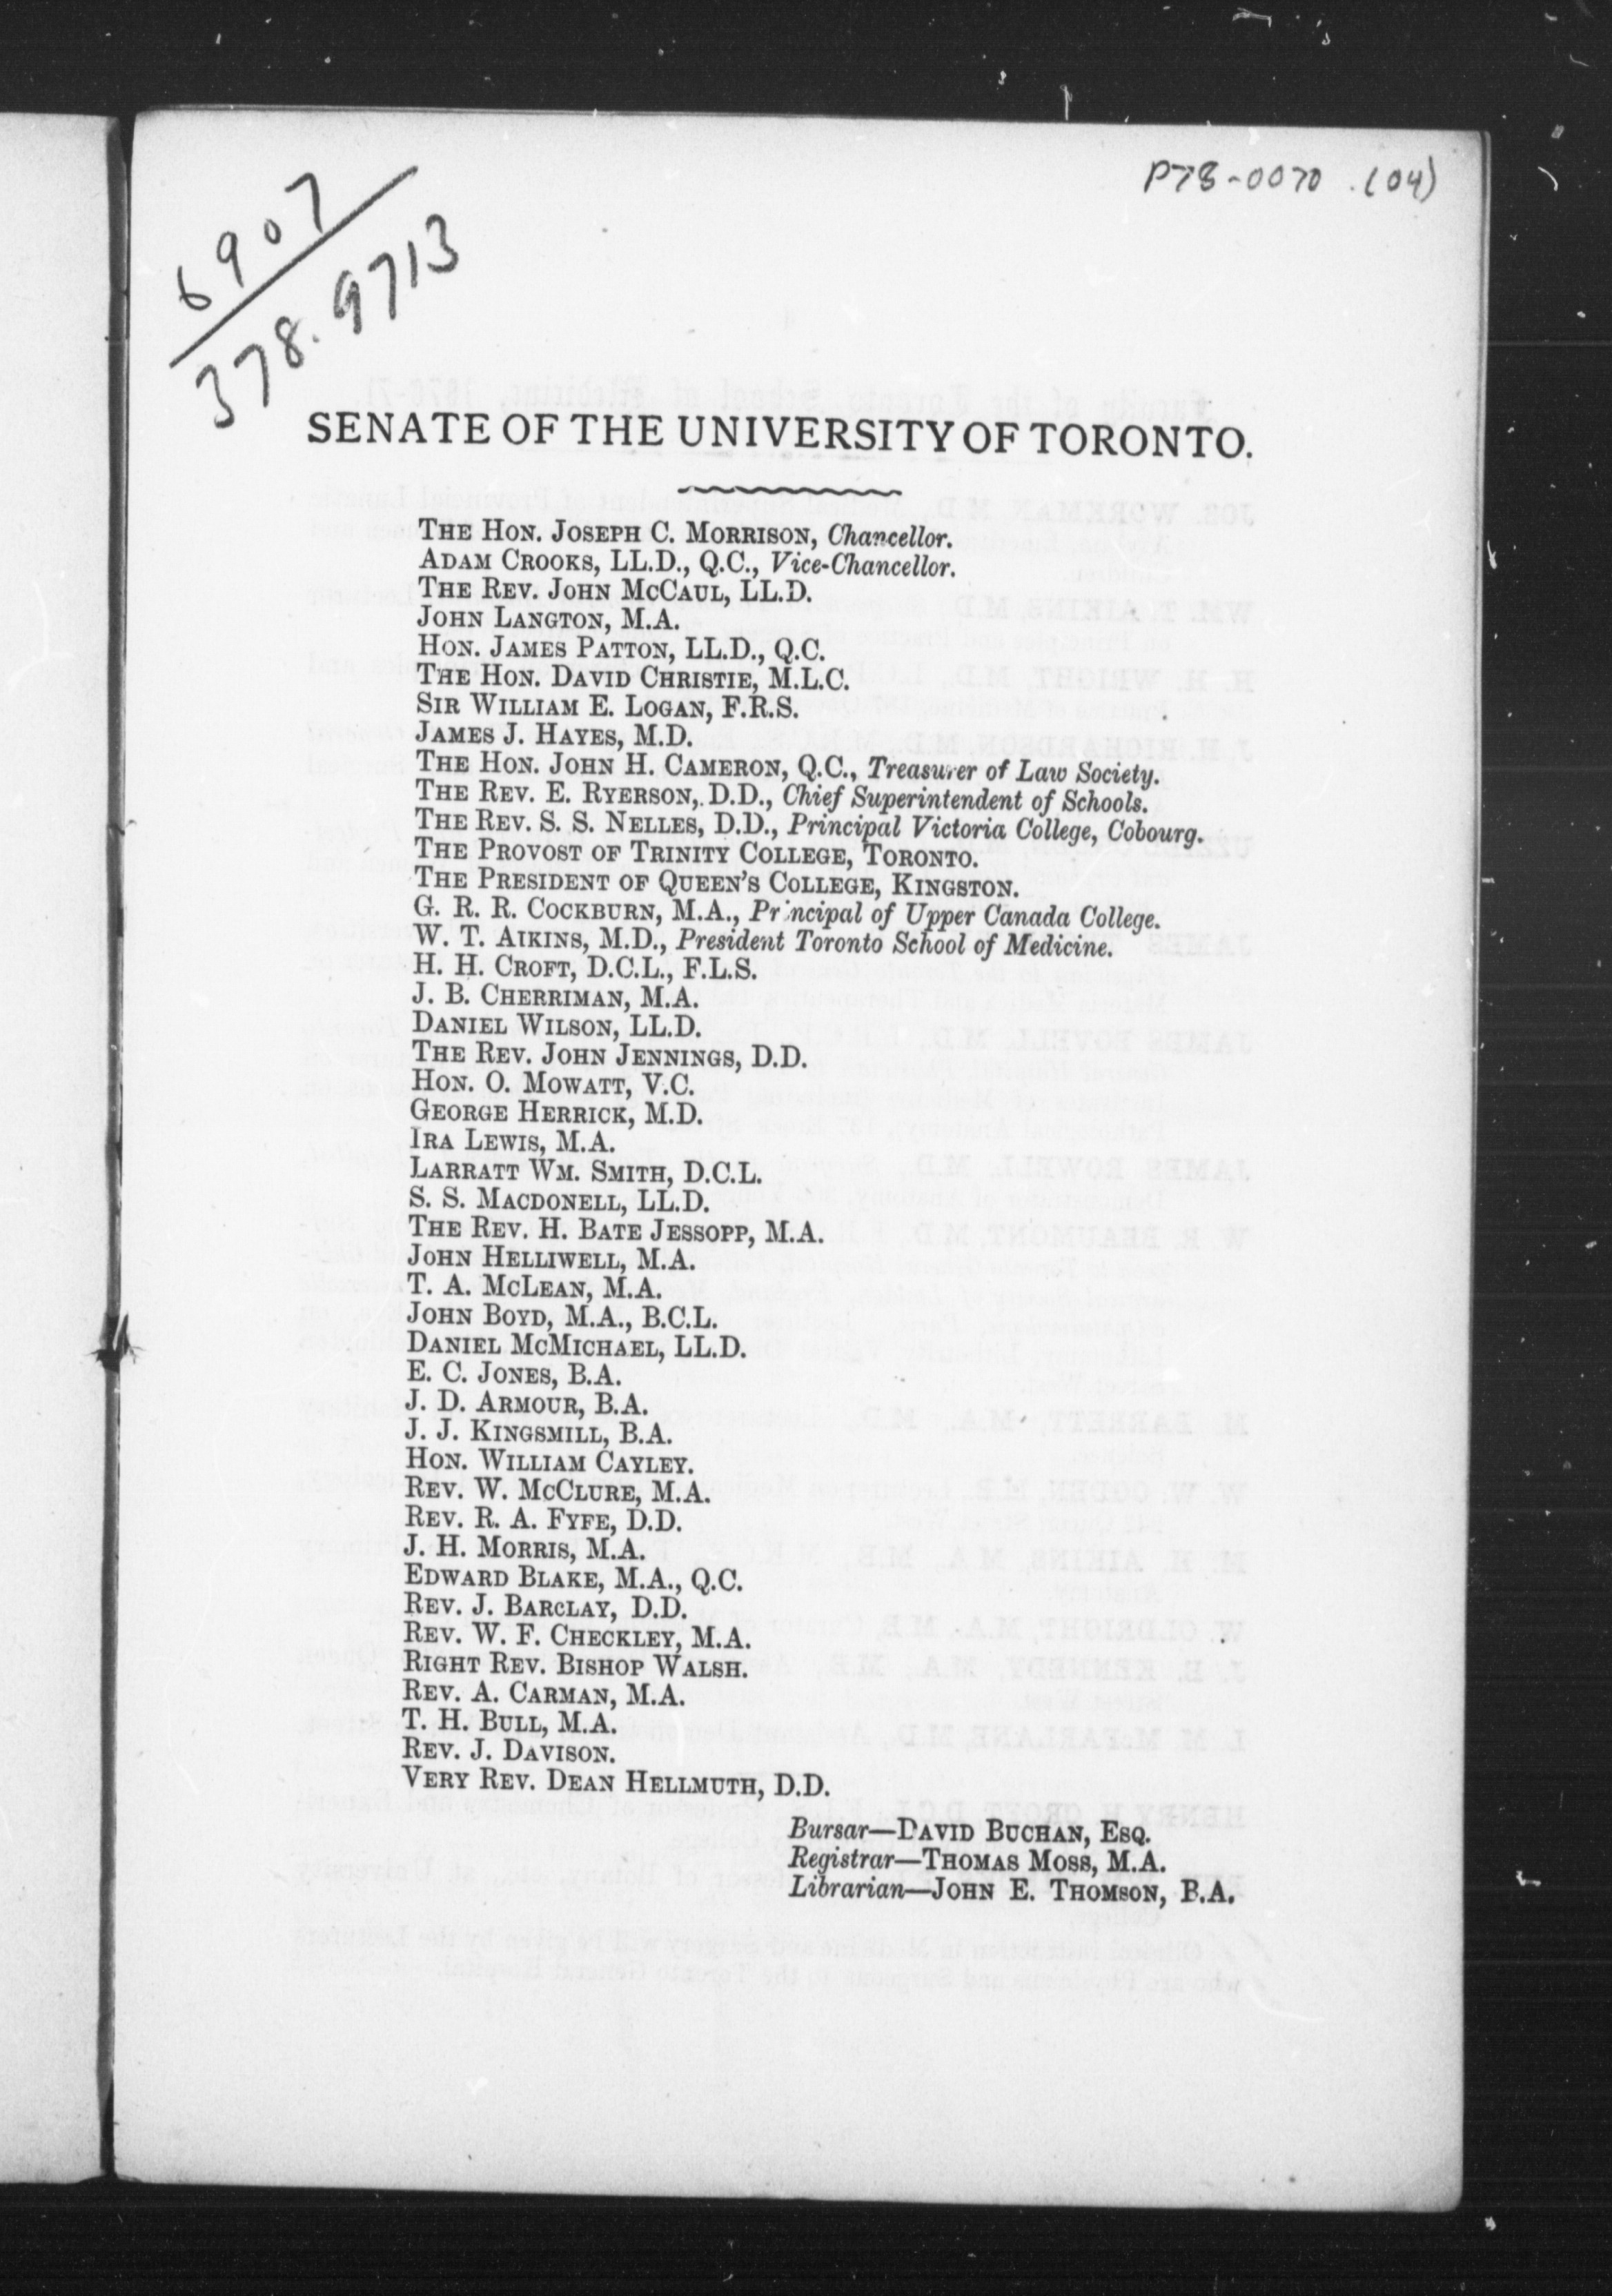 P78-0070 (04)
6907
378.9713
SENATE OF THE UNIVERSITY OF TORONTO.
THE HON. JOSEPH C. MORRISON, Chancellor.
ADAM CROOKS, LL.D., Q.C., Vice-Chancellor.
THE REV. JOHN MCCAUL, LL.D.
JOHN LANGTON, M.A.
HON. JAMES PATTON, LL.D., Q.C.
THE HON. DAVID CHRISTIE, M.L.C.
SIR WILLIAM E. LOGAN, F.R.S.
JAMES J. HAYES, M.D.
THE HON. JOHN H. CAMERON, Q.C., Treasurer of Law Society.
THE REV. E. RYERSON, D.D., Chief Superintendent of Schools.
THE REV. S. S. NELLES, D.D., Principal Victoria College, Cobourg.
THE PROVOST OF TRINITY COLLEGE, TORONTO.
THE PRESIDENT OF QUEEN'S COLLEGE, KINGSTON.
G. R. R. COCKBURN, M.A., Principal of Upper Canada College.
W. T. AIKINS, M.D., President Toronto School of Medicine.
H. H. CROFT, D.C.L., F.L.S.
J. B. CHERRIMAN, M.A.
DANIEL WILSON, LL.D.
THE REV. JOHN JENNINGS, D.D.
HON. O. MOWATT, V.C.
GEORGE HERRICK, M.D.
IRA LEWIS, M.A.
LARRATT WM. SMITH, D.C.L.
S. S. MACDONELL, LL.D.
THE REV. H. BATE JESSOPP, M.A.
JOHN HELLIWELL, M.A.
T. A. MCLEAN, M.A.
JOHN BOYD, M.A., B.C.L.
DANIEL MCMICHAEL, LL.D.
E. C. JONES, B.A.
J. D. ARMOUR, B.A.
J. J. KINGSMILL, B.A.
HON. WILLIAM CAYLEY.
REV. W. MCCLURE, M.A.
REV. R. A. FYFE, D.D.
J. H. MORRIS, M.A.
EDWARD BLAKE, M.A., Q.C.
REV. J. BARCLAY, D.D.
REV. W. F. CHECKLEY, M.A.
RIGHT REV. BISHOP WALSH.
REV. A. CARMAN, M.A.
T. H. BULL, M.A.
REV. J. DAVISON.
VERY REV. DEAN HELLMUTH, D.D.
Bursar—DAVID BUCHAN, ESQ.
Registrar—THOMAS MOSS, M.A.
Librarian—JOHN E. THOMSON, B.A.